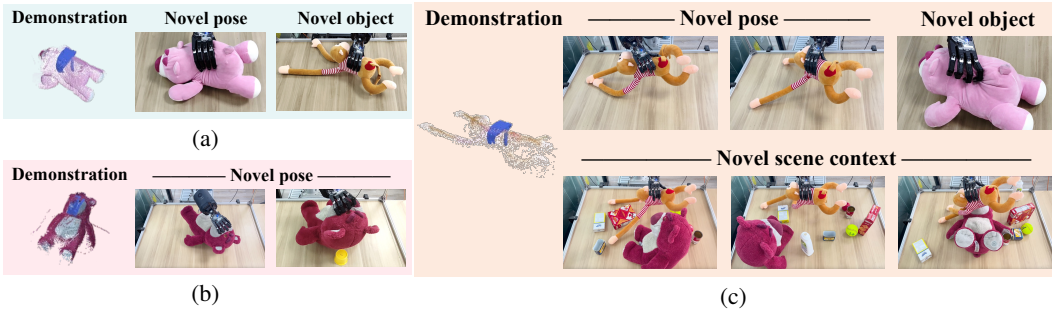 Demonstration
Novel pose
Novel object
(a)
Demonstration
Novel pose
(b)
Demonstration
Novel pose
Novel object
Novel scene context
(c)